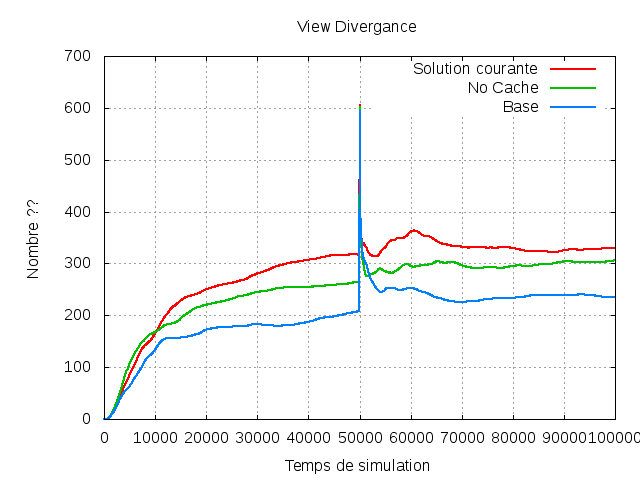 View Divergance
700
600
500
400
300
200
100
0
Nombre ??
Solution courante
No Cache
Base
0 10000 20000 30000 40000 50000 60000 70000 80000 90000 100000
Temps de simulation